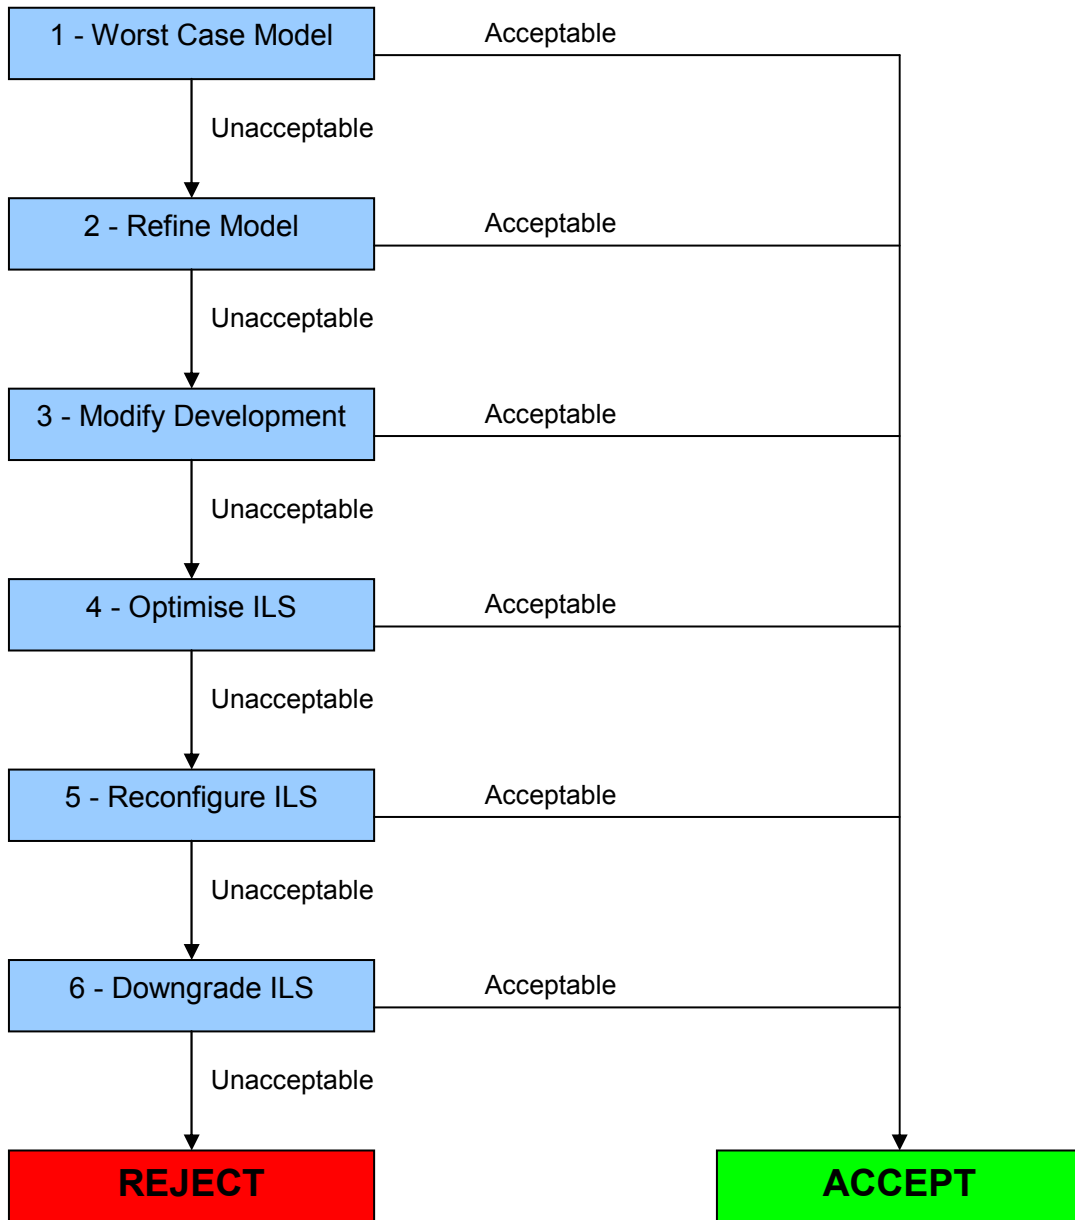 1 - Worst Case Model
Acceptable
Unacceptable
2 - Refine Model
Acceptable
Unacceptable
3 - Modify Development
Acceptable
Unacceptable
4 - Optimise ILS
Acceptable
Unacceptable
5 - Reconfigure ILS
Acceptable
Unacceptable
6 - Downgrade ILS
Acceptable
Unacceptable
REJECT
ACCEPT